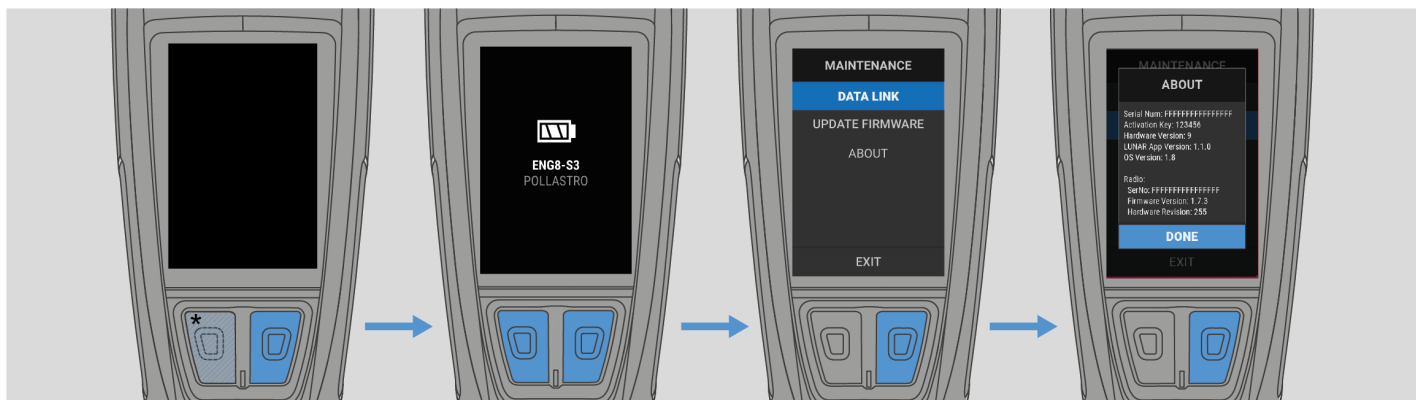 *
ENG8-S3
POLLASTRO
MAINTENANCE
DATA LINK
UPDATE FIRMWARE
ABOUT
EXIT
MAINTENANCE
ABOUT
Serial Num: FFFFFFFFFFFFFFFF
Activation Key: 123456
Hardware Version: 9
LUNAR App Version: 1.1.0
OS Version: 1.8
Radio:
SerNo: FFFFFFFFFFFFFFFF
Firmware Version: 1.7.3
Hardware Revision: 255
DONE
EXIT